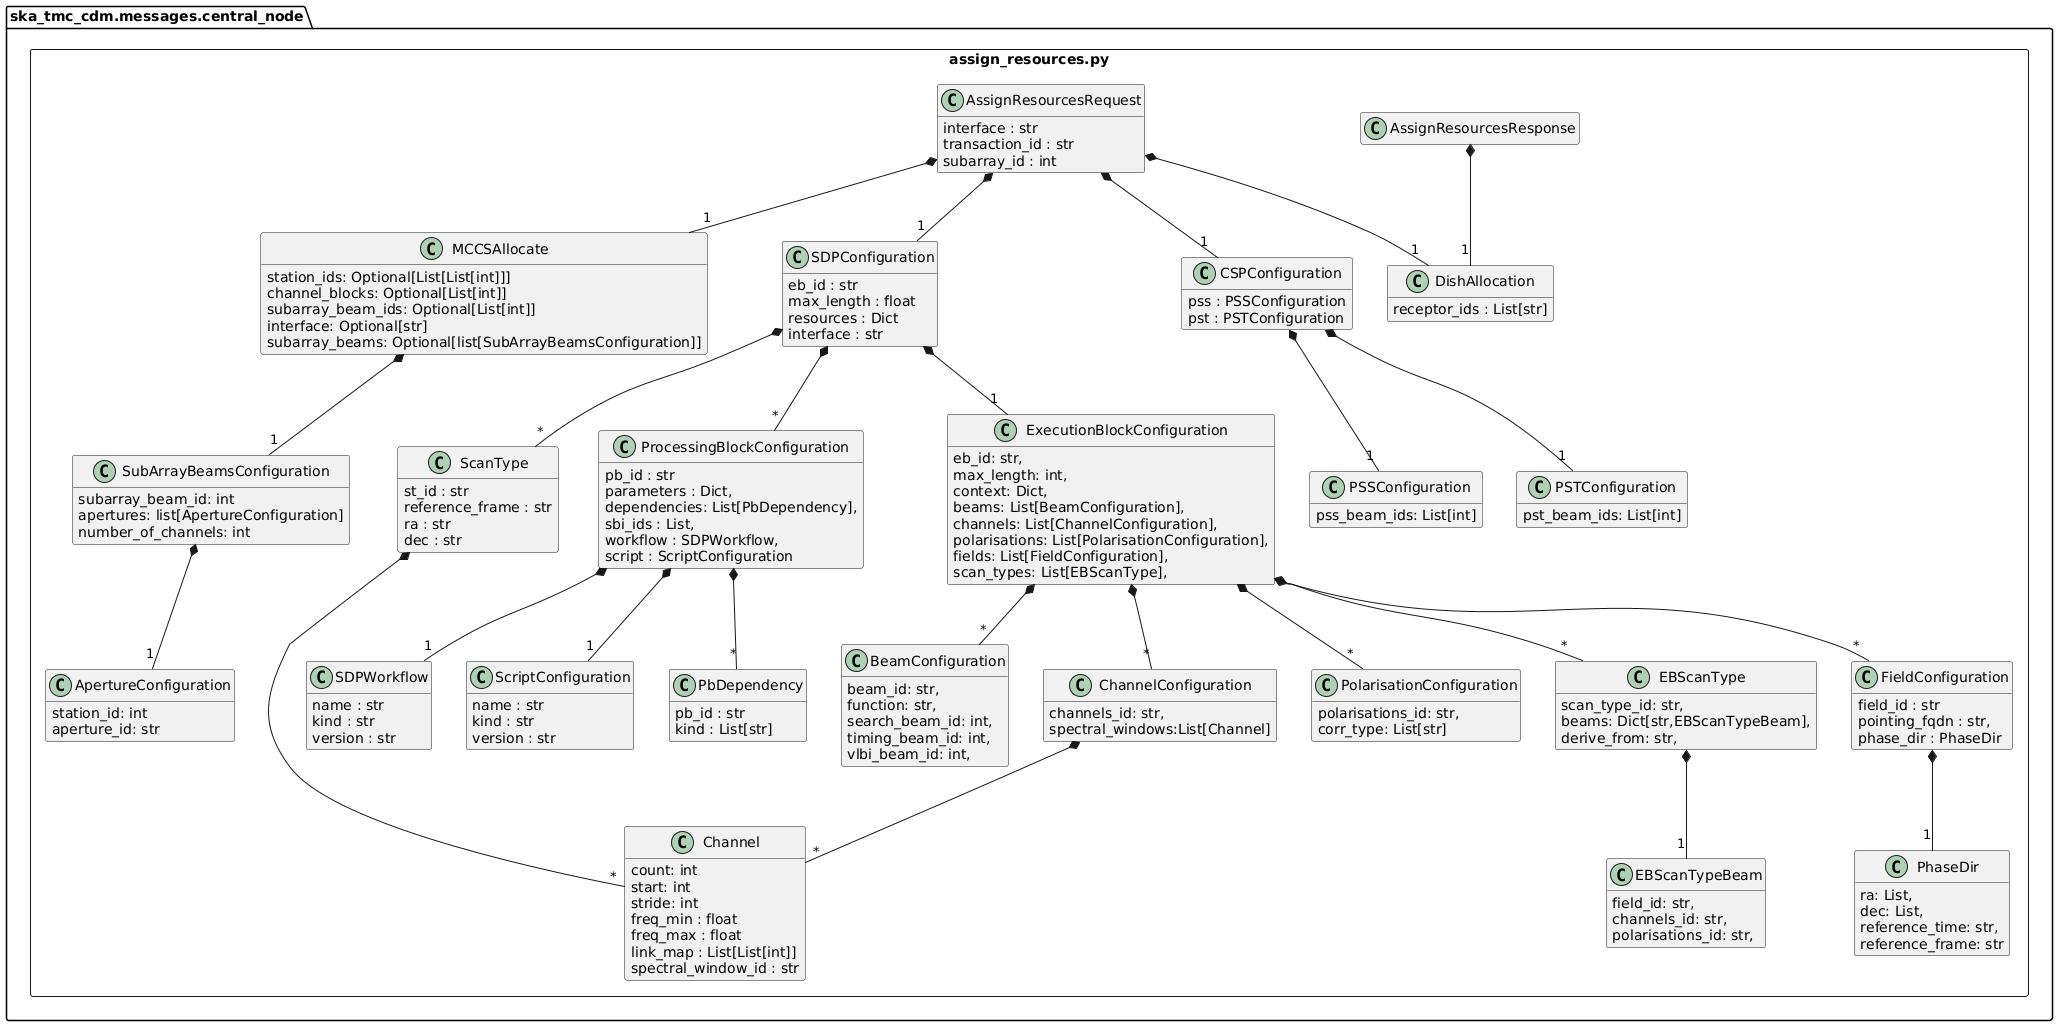 ska_tmc_cdm.messages.central_node
assign_resources.py
C AssignResourcesRequest
interface : str
transaction_id : str
subarray_id : int
C AssignResourcesResponse
1
1
1
1
1
C MCCSAllocate
station_ids: Optional[List[List[int]]]
channel_blocks: Optional[List[int]]
subarray_beam_ids: Optional[List[int]]
interface: Optional[str]
subarray_beams: Optional[list[SubArrayBeamsConfiguration]]
C SDPConfiguration
eb_id : str
max_length : float
resources : Dict
interface : str
C CSPConfiguration
pss : PSSConfiguration
pst : PSTConfiguration
C DishAllocation
receptor_ids : List[str]
1
*
*
1
1
1
C SubArrayBeamsConfiguration
subarray_beam_id: int
apertures: list[ApertureConfiguration]
number_of_channels: int
C ScanType
st_id : str
reference_frame : str
ra : str
dec : str
C ProcessingBlockConfiguration
pb_id : str
parameters : Dict,
dependencies: List[PbDependency],
sbi_ids : List,
workflow : SDPWorkflow,
script : ScriptConfiguration
C ExecutionBlockConfiguration
eb_id: str,
max_length: int,
context: Dict,
beams: List[BeamConfiguration],
channels: List[ChannelConfiguration],
polarisations: List[PolarisationConfiguration],
fields: List[FieldConfiguration],
scan_types: List[EBScanType],
C PSSConfiguration
pss_beam_ids: List[int]
C PSTConfiguration
pst_beam_ids: List[int]
1
1
1
*
*
*
*
*
*
C ApertureConfiguration
station_id: int
aperture_id: str
C SDPWorkflow
name : str
kind : str
version : str
C ScriptConfiguration
name : str
kind : str
version : str
C PbDependency
pb_id : str
kind : List[str]
C BeamConfiguration
beam_id: str,
function: str,
search_beam_id: int,
timing_beam_id: int,
vlbi_beam_id: int,
C ChannelConfiguration
channels_id: str,
spectral_windows:List[Channel]
C PolarisationConfiguration
polarisations_id: str,
corr_type: List[str]
C EBScanType
scan_type_id: str,
beams: Dict[str,EBScanTypeBeam],
derive_from: str,
C FieldConfiguration
field_id : str
pointing_fqdn : str,
phase_dir : PhaseDir
*
*
1
1
C Channel
count: int
start: int
stride: int
freq_min : float
freq_max : float
link_map : List[List[int]]
spectral_window_id : str
C EBScanTypeBeam
field_id: str,
channels_id: str,
polarisations_id: str,
C PhaseDir
ra: List,
dec: List,
reference_time: str,
reference_frame: str